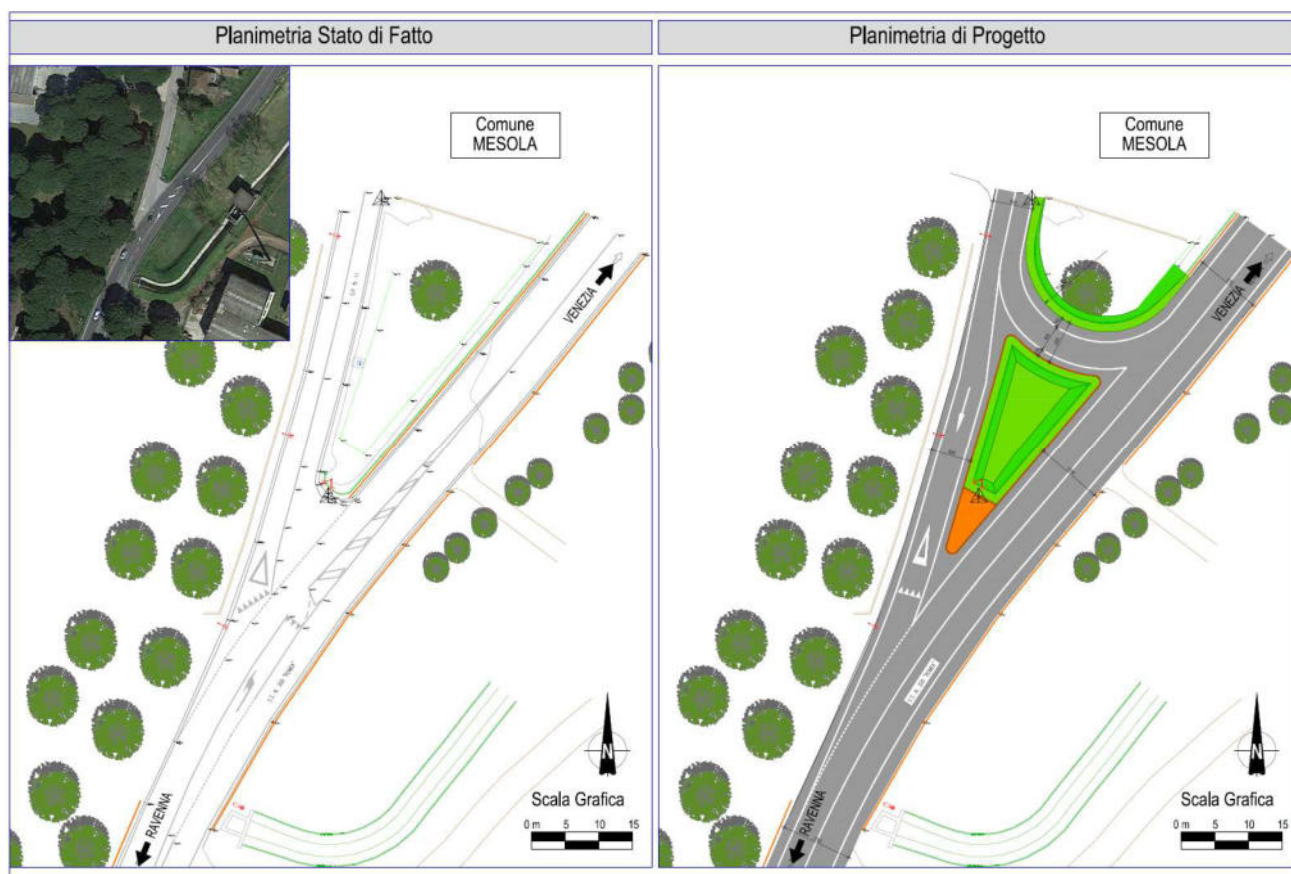 Planimetria Stato di Fatto
Comune
MESOLA
VENEZIA
RAVENNA
N
Scala Grafica
0 m 5 10 15
Planimetria di Progetto
Comune
MESOLA
VENEZIA
RAVENNA
N
Scala Grafica
0 m 5 10 15